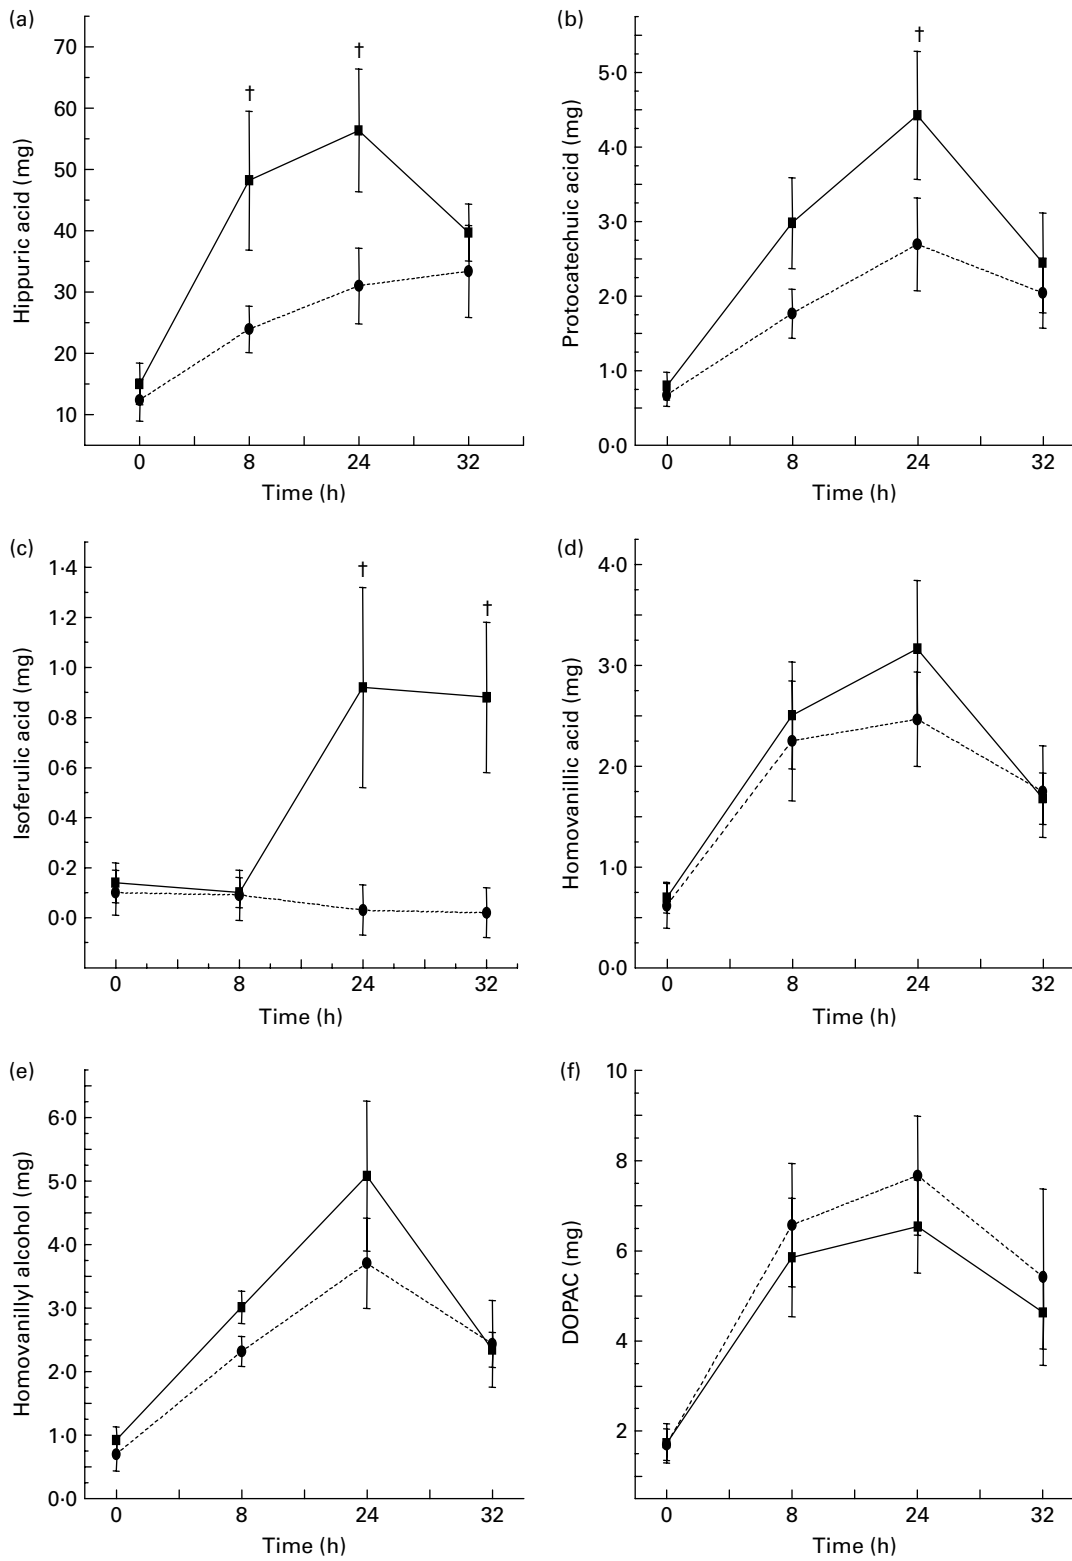 (a)
Hippuric acid (mg)
70
60
50
40
30
20
10
†
†
0 8 24 32
Time (h)
(b)
Protocatechuic acid (mg)
5·0
4·0
3·0
2·0
1·0
0·0
†
0 8 24 32
Time (h)
(c)
Isoferulic acid (mg)
1·4
1·2
1·0
0·8
0·6
0·4
0·2
0·0
†
†
0 8 24 32
Time (h)
(d)
Homovanillic acid (mg)
4·0
3·0
2·0
1·0
0·0
0 8 24 32
Time (h)
(e)
Homovanillyl alcohol (mg)
6·0
5·0
4·0
3·0
2·0
1·0
0·0
0 8 24 32
Time (h)
(f)
DOPAC (mg)
10
8
6
4
2
0 8 24 32
Time (h)